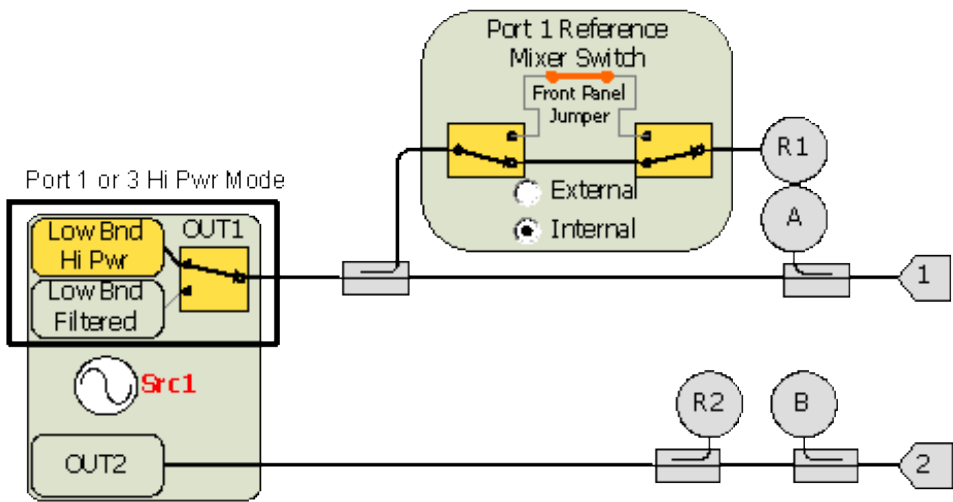 Port 1 Reference
Mixer Switch
Front Panel
Jumper
External
Internal
R1
A
1
Port 1 or 3 Hi Pwr Mode
Low Bnd
Hi Pwr
OUT1
Low Bnd
Filtered
Src1
OUT2
R2
B
2